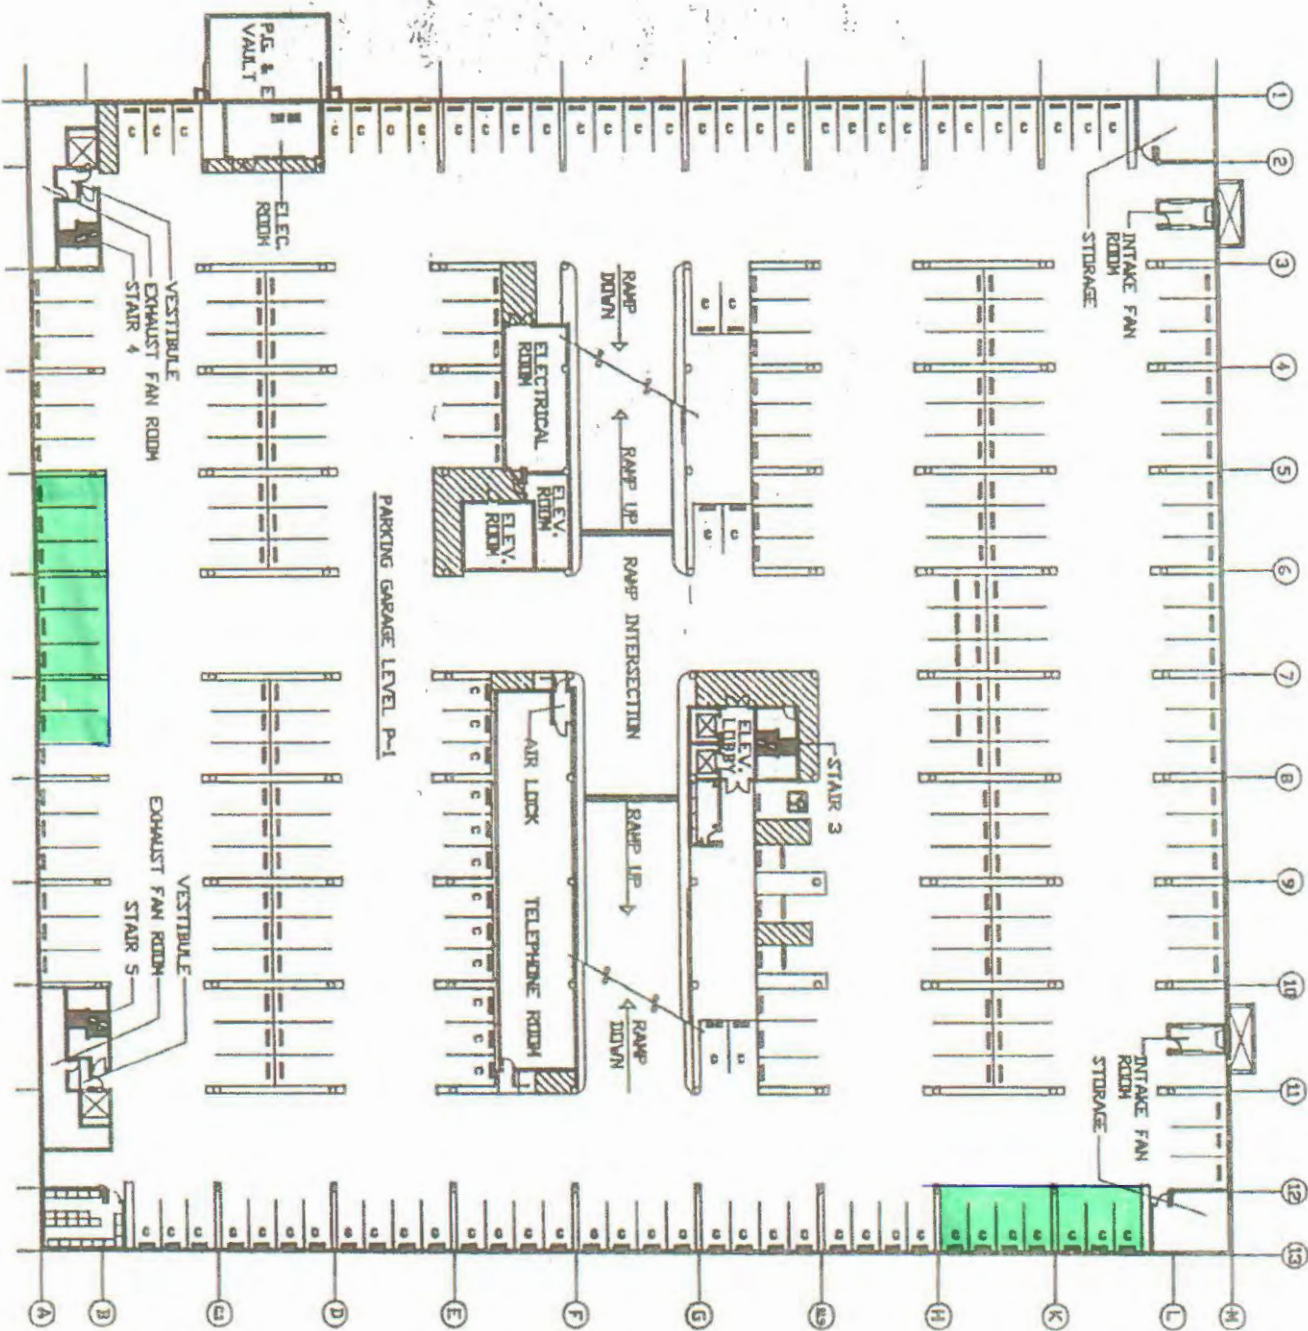 P.G. & E.
VAULT
ELEC.
ROOM
VESTIBULE
EXHAUST FAN ROOM
STAIR 4
RAMP
DOWN
ELECTRICAL
ROOM
RAMP UP
ELEV.
ROOM
ELEV.
ROOM
RAMP INTERSECTION
PARKING GARAGE LEVEL P-1
INTAKE FAN
ROOM
STORAGE
AIR LOCK
TELEPHONE ROOM
ELEV.
LOBBY
STAIR 3
RAMP UP
RAMP
DOWN
VESTIBULE
EXHAUST FAN ROOM
STAIR 5
INTAKE FAN
ROOM
STORAGE
1
2
3
4
5
6
7
8
9
10
11
12
13
A
B
D
E
F
G
H
K
L
M